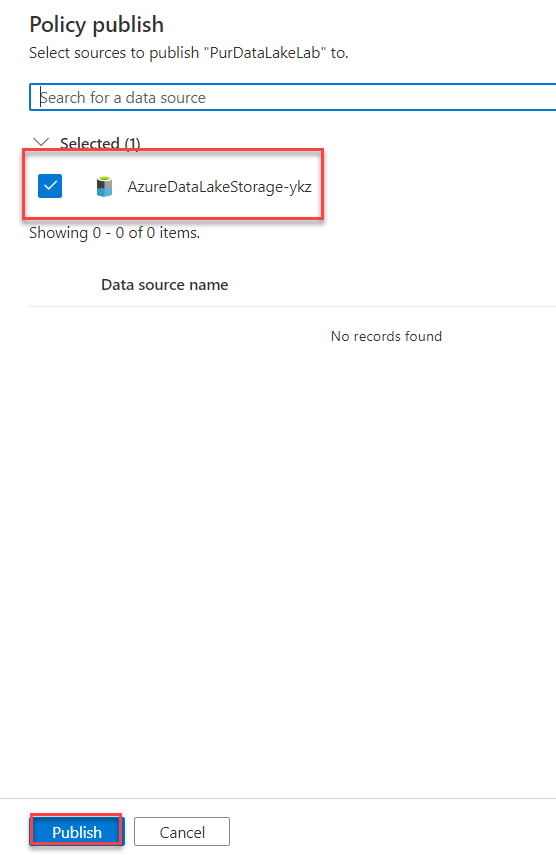 Policy publish
Select sources to publish "PurDataLakeLab" to.
Search for a data source
Selected (1)
AzureDataLakeStorage-ykz
Showing 0 - 0 of 0 items.
Data source name
No records found
Publish
Cancel